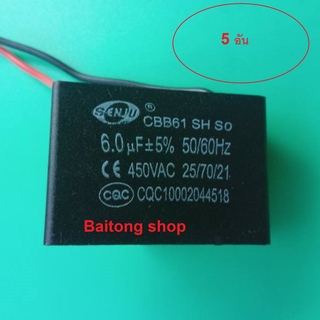 5 อัน
SENJU ®
CBB61 SH So
6.0 μF±5% 50/60Hz
CE 450VAC 25/70/21
CQC CQC10002044518
Baitong shop